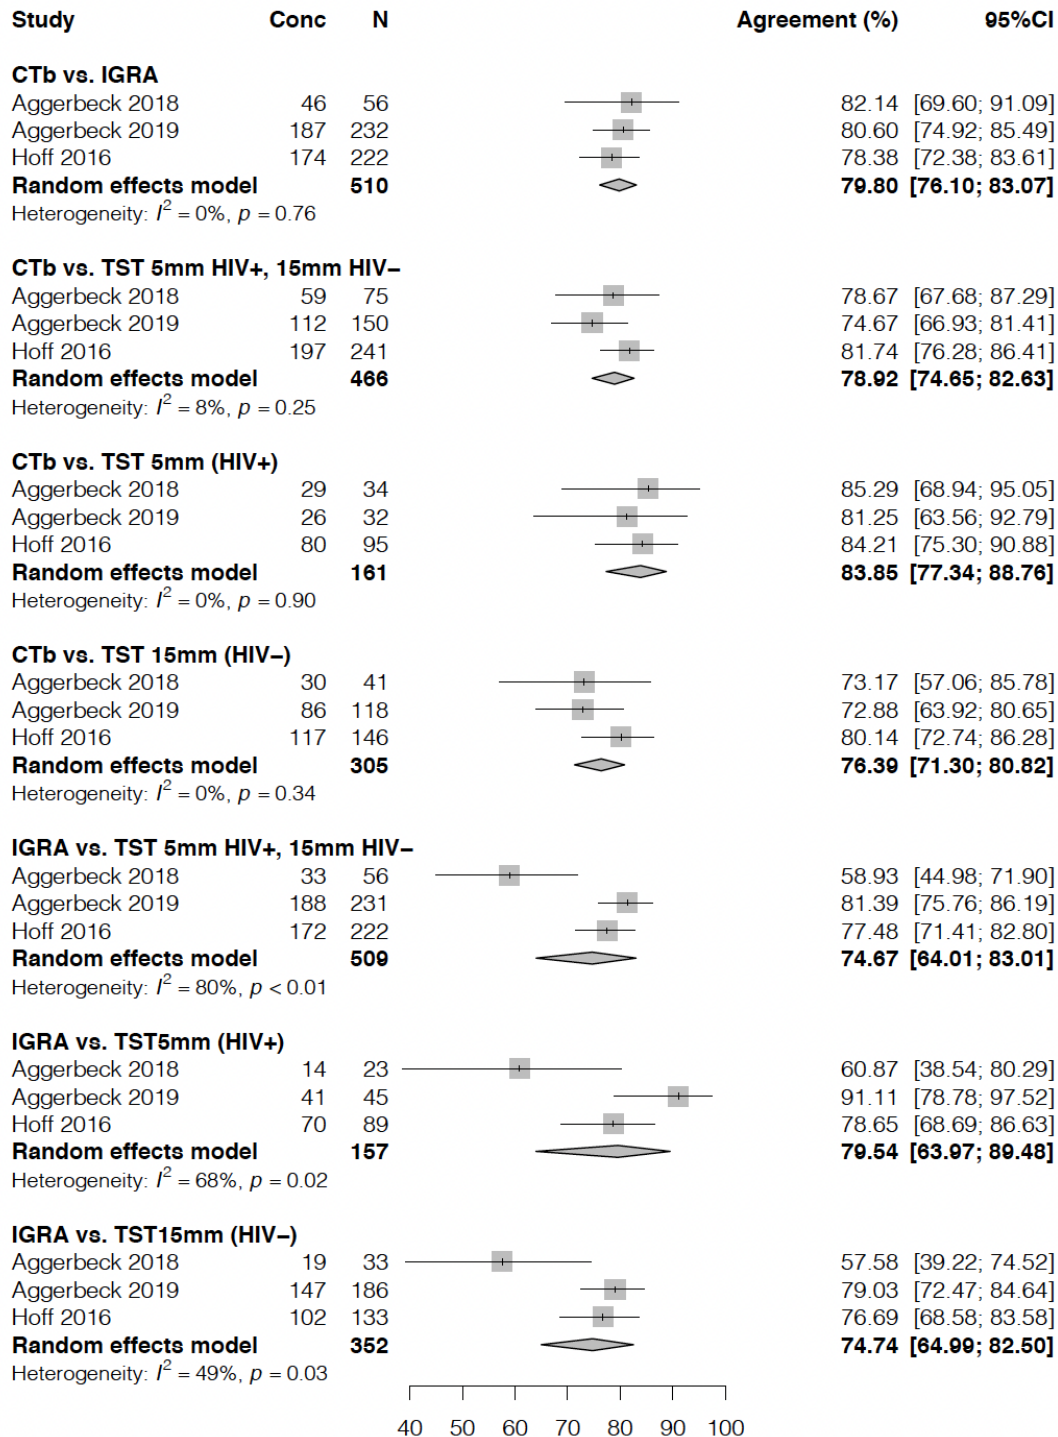 Study Conc N Agreement (%) 95%CI
CTb vs. IGRA
Aggerbeck 2018 46 56 82.14 [69.60; 91.09]
Aggerbeck 2019 187 232 80.60 [74.92; 85.49]
Hoff 2016 174 222 78.38 [72.38; 83.61]
Random effects model 510 79.80 [76.10; 83.07]
Heterogeneity: I² = 0%, p = 0.76
CTb vs. TST 5mm HIV+, 15mm HIV−
Aggerbeck 2018 59 75 78.67 [67.68; 87.29]
Aggerbeck 2019 112 150 74.67 [66.93; 81.41]
Hoff 2016 197 241 81.74 [76.28; 86.41]
Random effects model 466 78.92 [74.65; 82.63]
Heterogeneity: I² = 8%, p = 0.25
CTb vs. TST 5mm (HIV+)
Aggerbeck 2018 29 34 85.29 [68.94; 95.05]
Aggerbeck 2019 26 32 81.25 [63.56; 92.79]
Hoff 2016 80 95 84.21 [75.30; 90.88]
Random effects model 161 83.85 [77.34; 88.76]
Heterogeneity: I² = 0%, p = 0.90
CTb vs. TST 15mm (HIV−)
Aggerbeck 2018 30 41 73.17 [57.06; 85.78]
Aggerbeck 2019 86 118 72.88 [63.92; 80.65]
Hoff 2016 117 146 80.14 [72.74; 86.28]
Random effects model 305 76.39 [71.30; 80.82]
Heterogeneity: I² = 0%, p = 0.34
IGRA vs. TST 5mm HIV+, 15mm HIV−
Aggerbeck 2018 33 56 58.93 [44.98; 71.90]
Aggerbeck 2019 188 231 81.39 [75.76; 86.19]
Hoff 2016 172 222 77.48 [71.41; 82.80]
Random effects model 509 74.67 [64.01; 83.01]
Heterogeneity: I² = 80%, p < 0.01
IGRA vs. TST5mm (HIV+)
Aggerbeck 2018 14 23 60.87 [38.54; 80.29]
Aggerbeck 2019 41 45 91.11 [78.78; 97.52]
Hoff 2016 70 89 78.65 [68.69; 86.63]
Random effects model 157 79.54 [63.97; 89.48]
Heterogeneity: I² = 68%, p = 0.02
IGRA vs. TST15mm (HIV−)
Aggerbeck 2018 19 33 57.58 [39.22; 74.52]
Aggerbeck 2019 147 186 79.03 [72.47; 84.64]
Hoff 2016 102 133 76.69 [68.58; 83.58]
Random effects model 352 74.74 [64.99; 82.50]
Heterogeneity: I² = 49%, p = 0.03
40 50 60 70 80 90 100